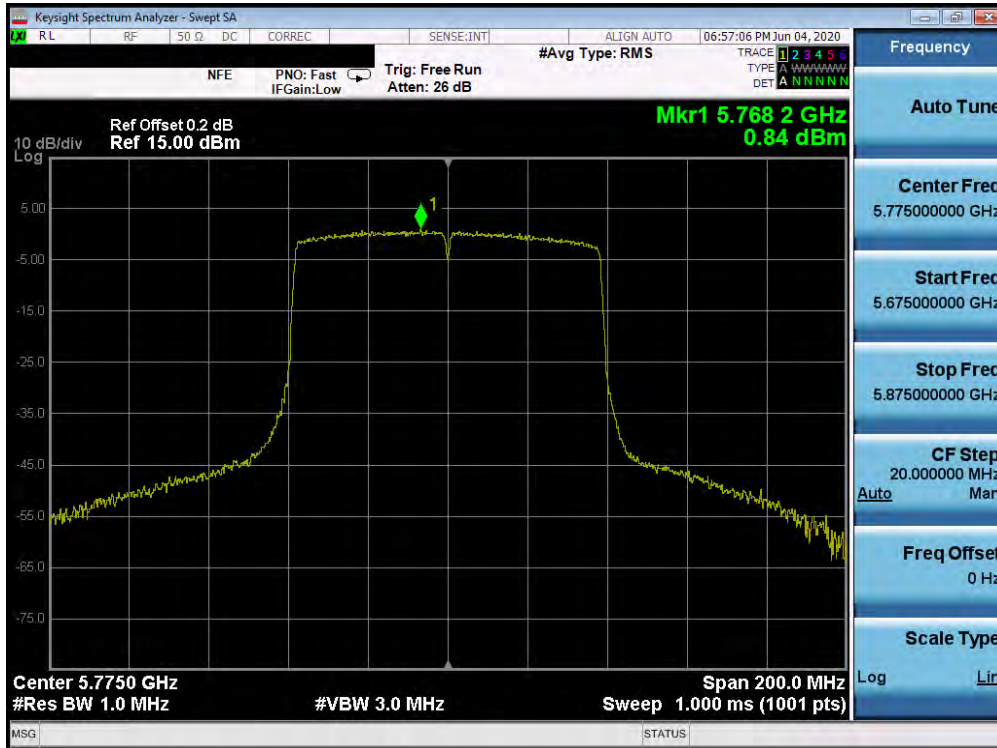 Keysight Spectrum Analyzer - Swept SA
LXI RL RF 50 Ω DC CORREC SENSE:INT ALIGN AUTO 06:57:06 PM Jun 04, 2020
#Avg Type: RMS
TRACE 1 2 3 4 5 6
TYPE A WWWWW
DET A N N N N N
NFE
PNO: Fast
IFGain:Low
Trig: Free Run
Atten: 26 dB
Mkr1 5.768 2 GHz
0.84 dBm
Ref Offset 0.2 dB
Ref 15.00 dBm
10 dB/div
Log
1
5.00
-5.00
-15.0
-25.0
-35.0
-45.0
-55.0
-65.0
-75.0
Center 5.7750 GHz
Span 200.0 MHz
#Res BW 1.0 MHz
#VBW 3.0 MHz
Sweep 1.000 ms (1001 pts)
MSG
STATUS
Frequency
Auto Tune
Center Freq
5.775000000 GHz
Start Freq
5.675000000 GHz
Stop Freq
5.875000000 GHz
CF Step
20.000000 MHz
Auto Man
Freq Offset
0 Hz
Scale Type
Log Lin